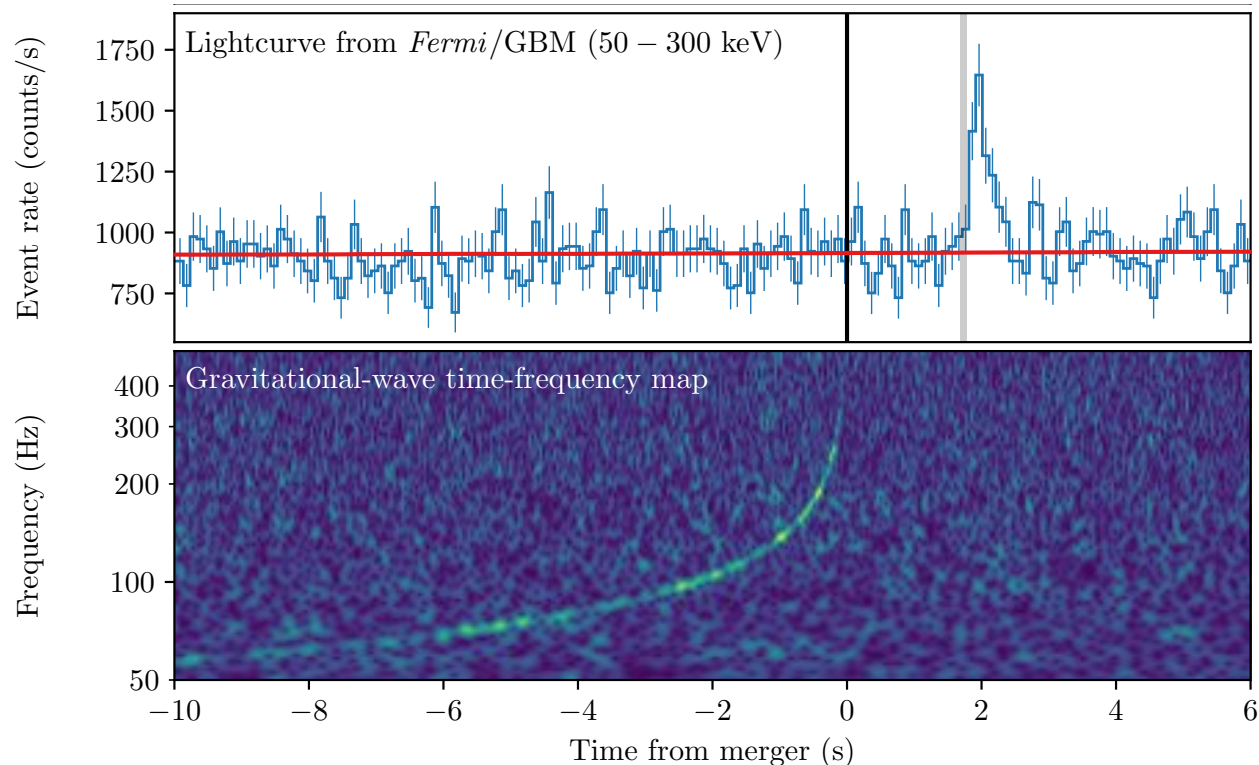 Lightcurve from Fermi/GBM (50 − 300 keV)
Event rate (counts/s)
1750
1500
1250
1000
750
Gravitational-wave time-frequency map
Frequency (Hz)
400
300
200
100
50
−10 −8 −6 −4 −2 0 2 4 6
Time from merger (s)